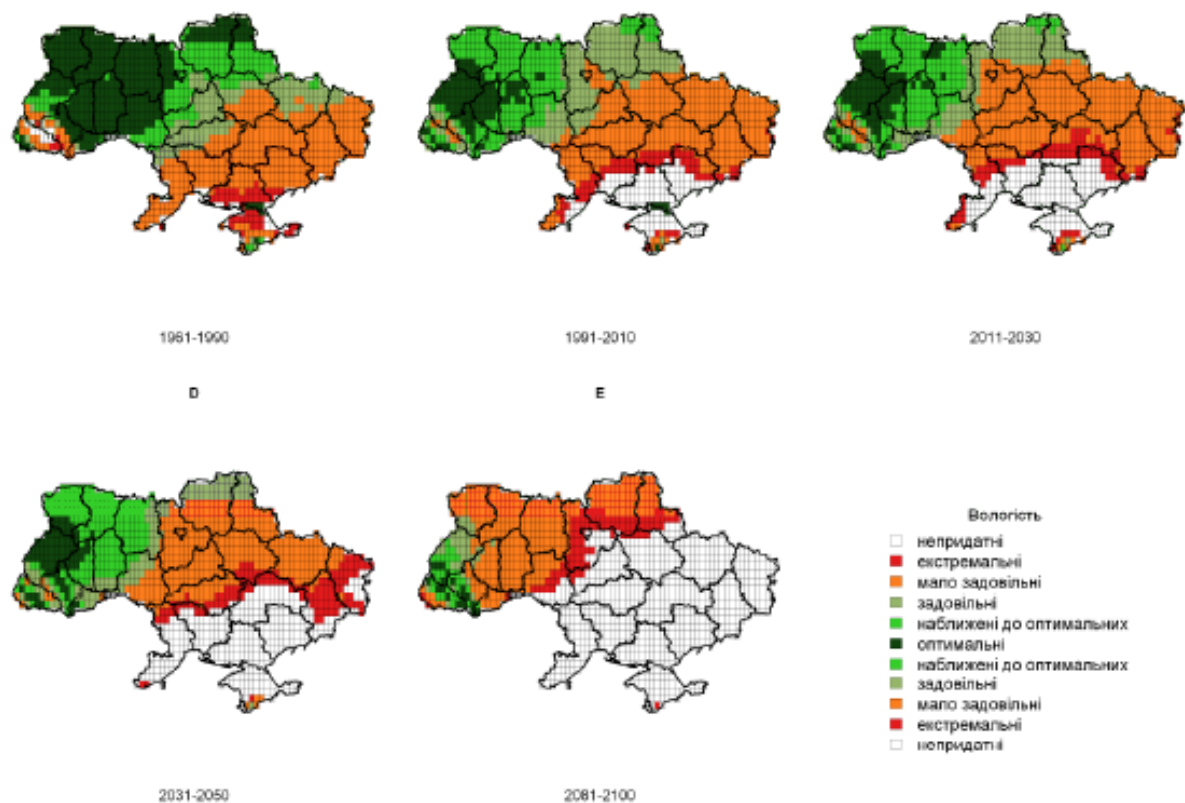 1961-1990
1991-2010
2011-2030
D
E
Вологість
непридатні
екстремальні
мало задовільні
задовільні
наближені до оптимальних
оптимальні
наближені до оптимальних
задовільні
мало задовільні
екстремальні
непридатні
2031-2050
2081-2100